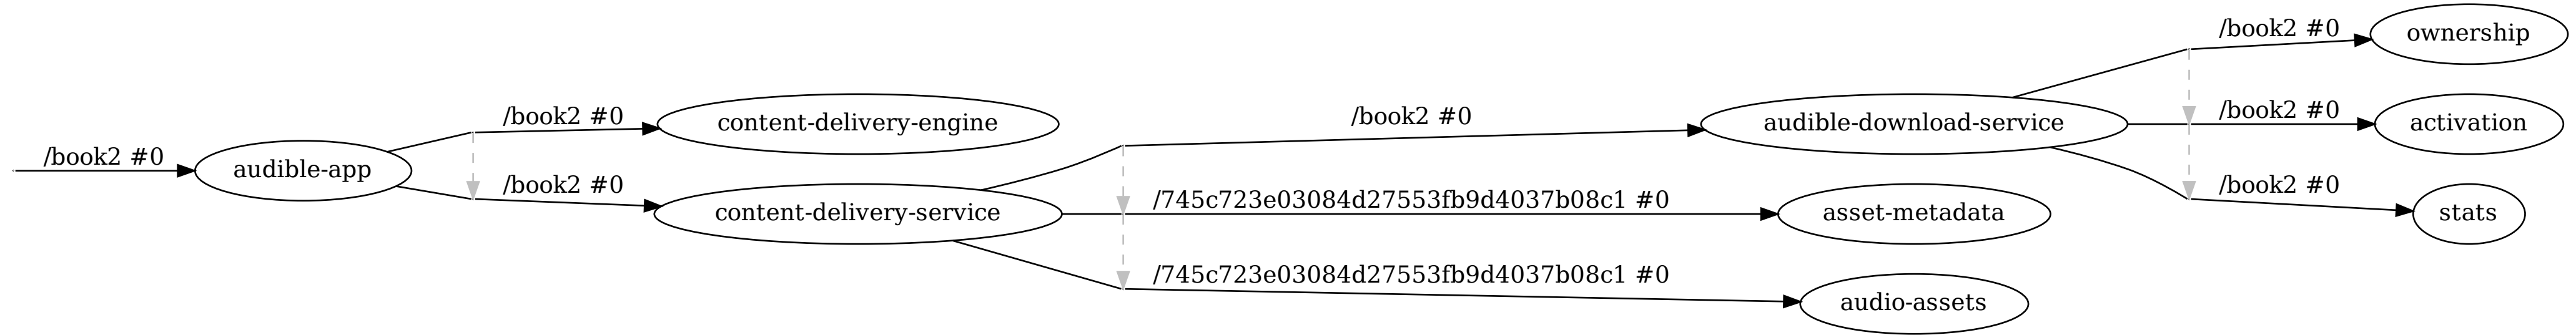 /book2 #0
audible-app
/book2 #0
content-delivery-engine
/book2 #0
content-delivery-service
/book2 #0
audible-download-service
/book2 #0
ownership
/book2 #0
activation
/book2 #0
stats
/745c723e03084d27553fb9d4037b08c1 #0
asset-metadata
/745c723e03084d27553fb9d4037b08c1 #0
audio-assets